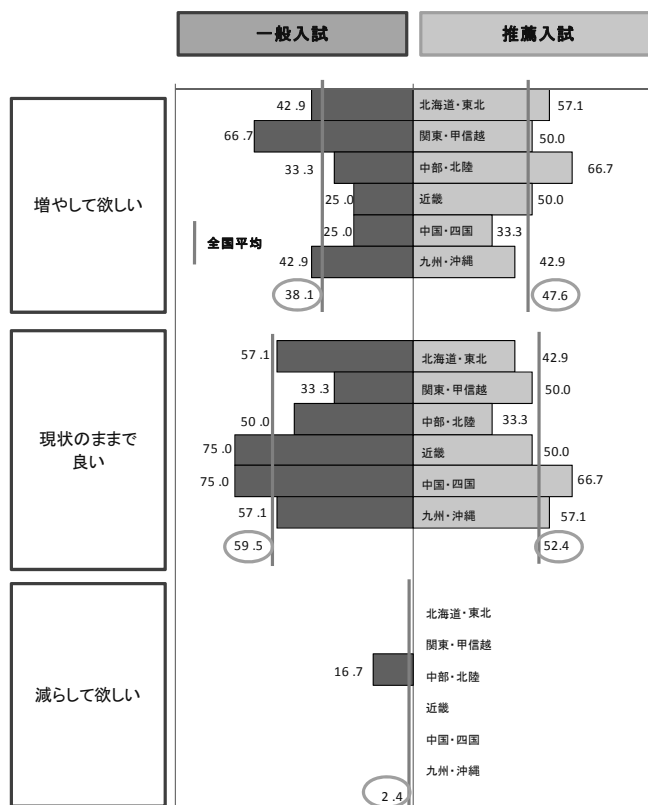 一般入試 推薦入試
増やして欲しい
42.9 北海道・東北 57.1
66.7 関東・甲信越 50.0
33.3 中部・北陸 66.7
25.0 近畿 50.0
25.0 中国・四国 33.3
42.9 九州・沖縄 42.9
全国平均
38.1 47.6
現状のままで
良い
57.1 北海道・東北 42.9
33.3 関東・甲信越 50.0
50.0 中部・北陸 33.3
75.0 近畿 50.0
75.0 中国・四国 66.7
57.1 九州・沖縄 57.1
59.5 52.4
減らして欲しい
北海道・東北
関東・甲信越
16.7 中部・北陸
近畿
中国・四国
九州・沖縄
2.4